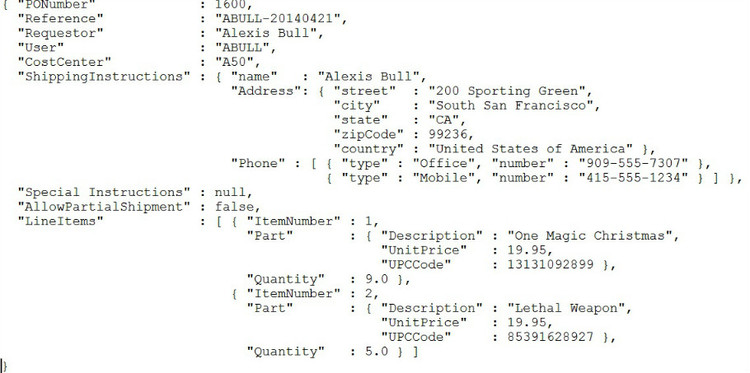 { "PONumber" : 1600,
"Reference" : "ABULL-20140421",
"Requestor" : "Alexis Bull",
"User" : "ABULL",
"CostCenter" : "A50",
"ShippingInstructions" : { "name" : "Alexis Bull",
"Address": { "street" : "200 Sporting Green",
"city" : "South San Francisco",
"state" : "CA",
"zipCode" : 99236,
"country" : "United States of America" },
"Phone" : [ { "type" : "Office", "number" : "909-555-7307" },
{ "type" : "Mobile", "number" : "415-555-1234" } ] },
"Special Instructions" : null,
"AllowPartialShipment" : false,
"LineItems" : [ { "ItemNumber" : 1,
"Part" : { "Description" : "One Magic Christmas",
"UnitPrice" : 19.95,
"UPCCode" : 13131092899 },
"Quantity" : 9.0 },
{ "ItemNumber" : 2,
"Part" : { "Description" : "Lethal Weapon",
"UnitPrice" : 19.95,
"UPCCode" : 85391628927 },
"Quantity" : 5.0 } ]
}